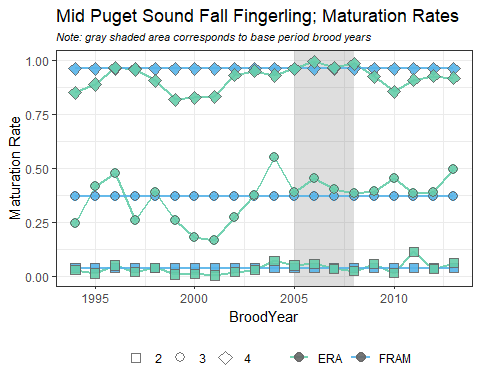 Mid Puget Sound Fall Fingerling; Maturation Rates
Note: gray shaded area corresponds to base period brood years
1.00
0.75
0.50
0.25
0.00
Maturation Rate
1995 2000 2005 2010
BroodYear
2 3 4 ERA FRAM